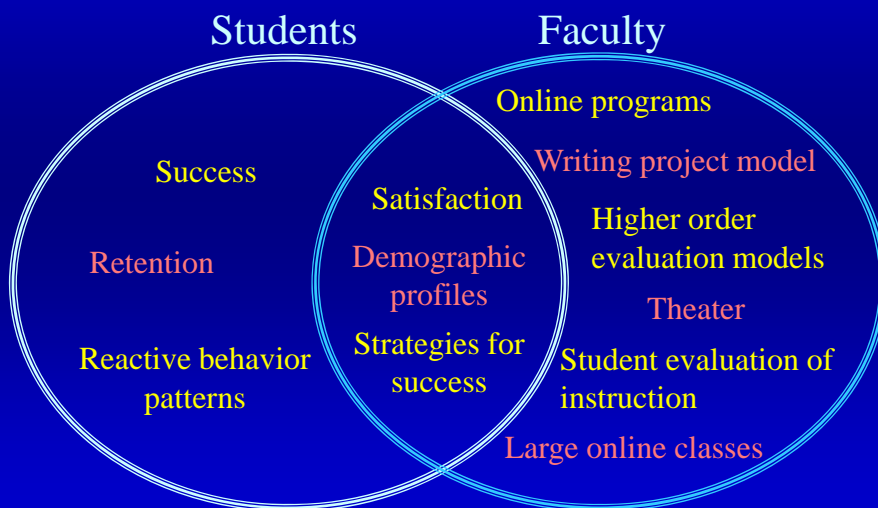 Students
Faculty
Success
Retention
Reactive behavior
patterns
Satisfaction
Demographic
profiles
Strategies for
success
Online programs
Writing project model
Higher order
evaluation models
Theater
Student evaluation of
instruction
Large online classes